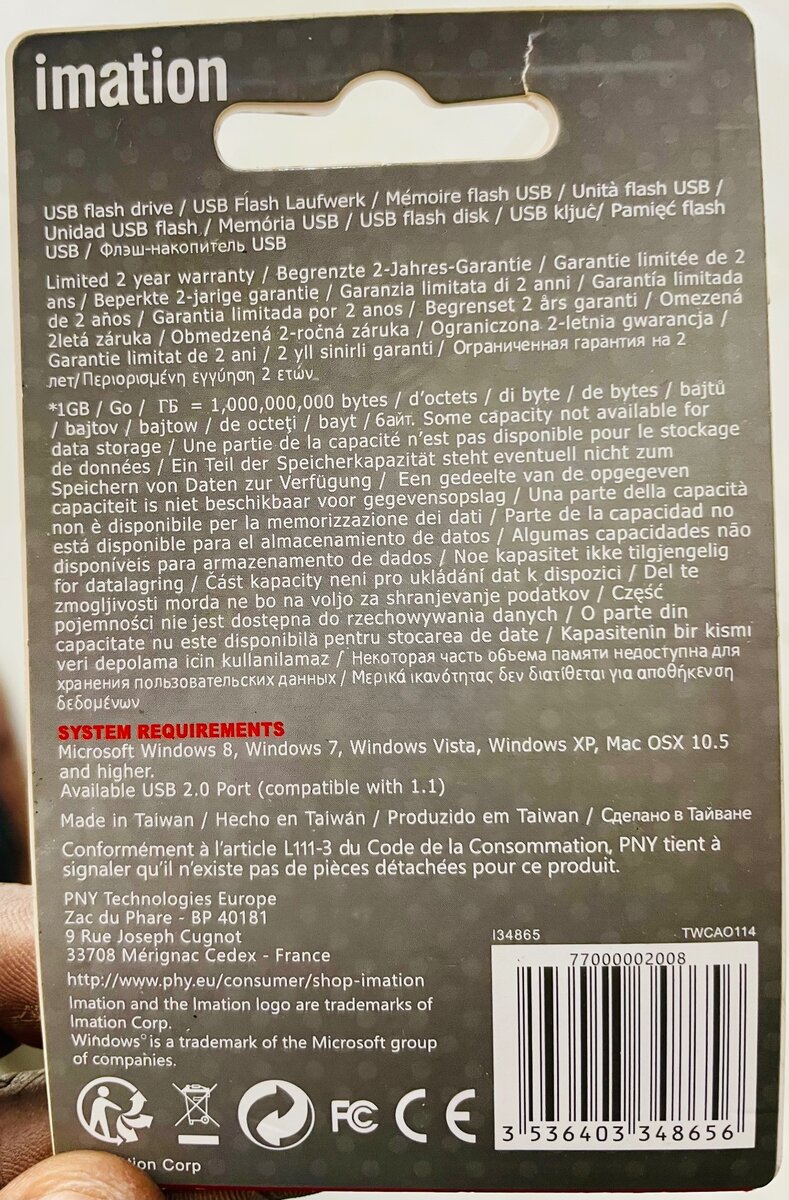 imation
USB flash drive / USB Flash Laufwerk / Mémoire flash USB / Unità flash USB /
Unidad USB flash / Memória USB / USB flash disk / USB ključ/ Pamięć flash
USB / Флэш-накопитель USB
Limited 2 year warranty / Begrenzte 2-Jahres-Garantie / Garantie limitée de 2
ans / Beperkte 2-jarige garantie / Garanzia limitata di 2 anni / Garantía limitada
de 2 años / Garantia limitada por 2 anos / Begrenset 2 års garanti / Omezená
2letá záruka / Obmedzená 2-ročná záruka / Ograniczona 2-letnia gwarancja /
Garantie limitat de 2 ani / 2 yll sinirli garanti / Ограниченная гарантия на 2
лет/Περιορισμένη εγγύηση 2 ετών
*1GB / Go / ГБ = 1,000,000,000 bytes / d'octets / di byte / de bytes / bajtů
/ bajtov / bajtow / de octeți / bayt / байт. Some capacity not available for
data storage / Une partie de la capacité n'est pas disponible pour le stockage
de données / Ein Teil der Speicherkapazität steht eventuell nicht zum
Speichern von Daten zur Verfügung / Een gedeelte van de opgegeven
capaciteit is niet beschikbaar voor gegevensopslag / Una parte della capacità
non è disponibile per la memorizzazione dei dati / Parte de la capacidad no
está disponible para el almacenamiento de datos / Algumas capacidades não
disponíveis para armazenamento de dados / Noe kapasitet ikke tilgjengelig
for datalagring / Část kapacity není pro ukládání dat k dispozici / Del te
zmogljivosti morda ne bo na voljo za shranjevanje podatkov / Część
pojemności nie jest dostępna do rzechowywania danych / O parte din
capacitate nu este disponibilă pentru stocarea de date / Kapasitenin bir kismi
veri depolama icin kullanilamaz / Некоторая часть объема памяти недоступна для
хранения пользовательских данных / Μερικά ικανότητας δεν διατίθεται για αποθήκενση
δεδομένων
SYSTEM REQUIREMENTS
Microsoft Windows 8, Windows 7, Windows Vista, Windows XP, Mac OSX 10.5
and higher.
Available USB 2.0 Port (compatible with 1.1)
Made in Taiwan / Hecho en Taiwán / Produzido em Taiwan / Сделано в Тайване
Conformément à l'article L111-3 du Code de la Consommation, PNY tient à
signaler qu'il n'existe pas de pièces détachées pour ce produit.
PNY Technologies Europe
Zac du Phare - BP 40181
9 Rue Joseph Cugnot
33708 Mérignac Cedex - France
http://www.phy.eu/consumer/shop-imation
Imation and the Imation logo are trademarks of
Imation Corp.
Windows® is a trademark of the Microsoft group
of companies.
I34865 TWCAO114
77000002008
3 536403 348656
FC CE
tion Corp